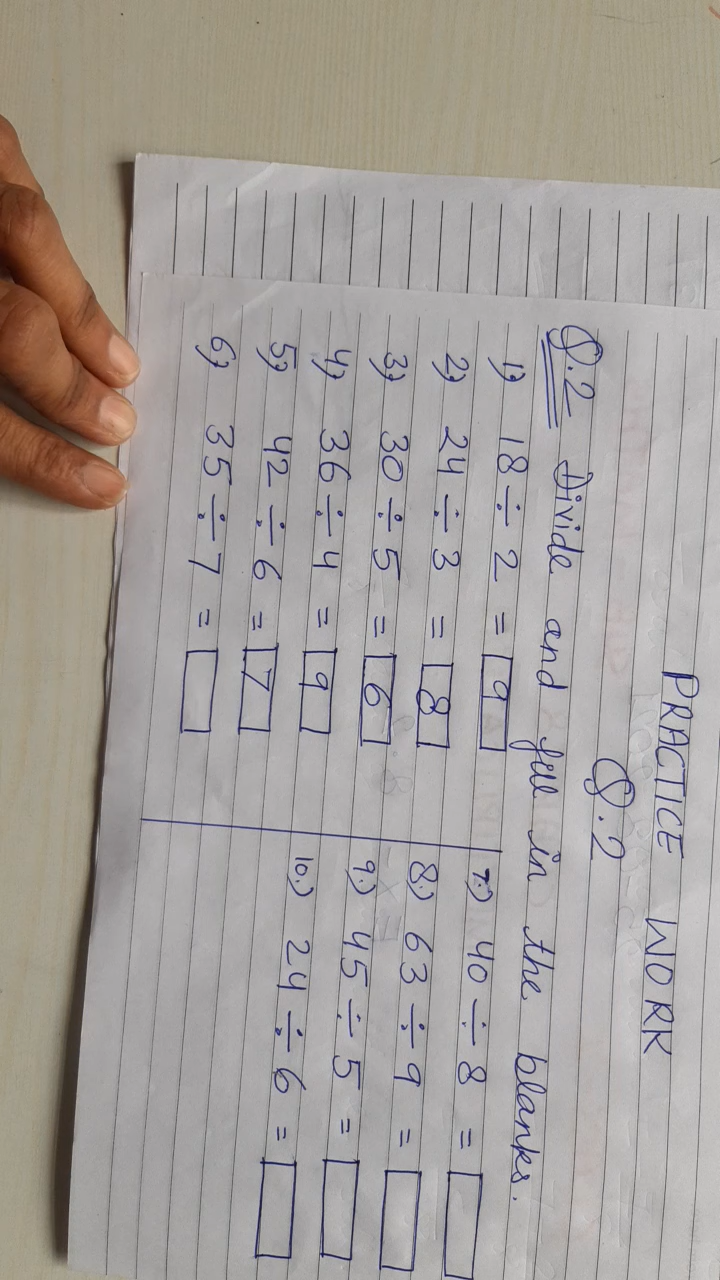 PRACTICE WORK
Q.2
Q.2 Divide and fill in the blanks.
1) 18 ÷ 2 = 9
2) 24 ÷ 3 = 8
3) 30 ÷ 5 = 6
4) 36 ÷ 4 = 9
5) 42 ÷ 6 = 7
6) 35 ÷ 7 =
7.) 40 ÷ 8 =
8.) 63 ÷ 9 =
9.) 45 ÷ 5 =
10.) 24 ÷ 6 =